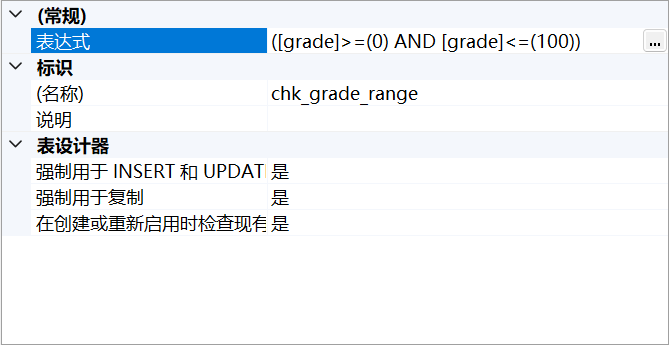 (常规)
表达式 ([grade]>=(0) AND [grade]<=(100)) ...
标识
(名称) chk_grade_range
说明
表设计器
强制用于 INSERT 和 UPDAT 是
强制用于复制 是
在创建或重新启用时检查现有 是